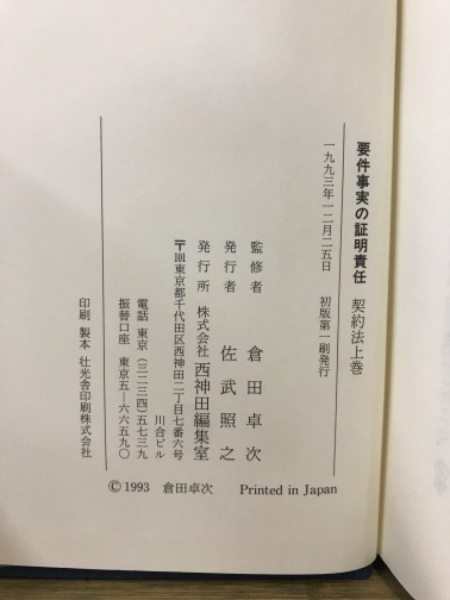 要件事実の証明責任 契約法上巻
一九九三年一二月二五日 初版第一刷発行
監修者 倉田卓次
発行者 佐武照之
発行所 株式会社 西神田編集室
〒101東京都千代田区西神田二丁目七番六号
川合ビル
電話 東京(三二三四)五七三九
振替口座 東京五―六六五九〇
印刷 製本 壮光舎印刷株式会社
©1993 倉田卓次 Printed in Japan